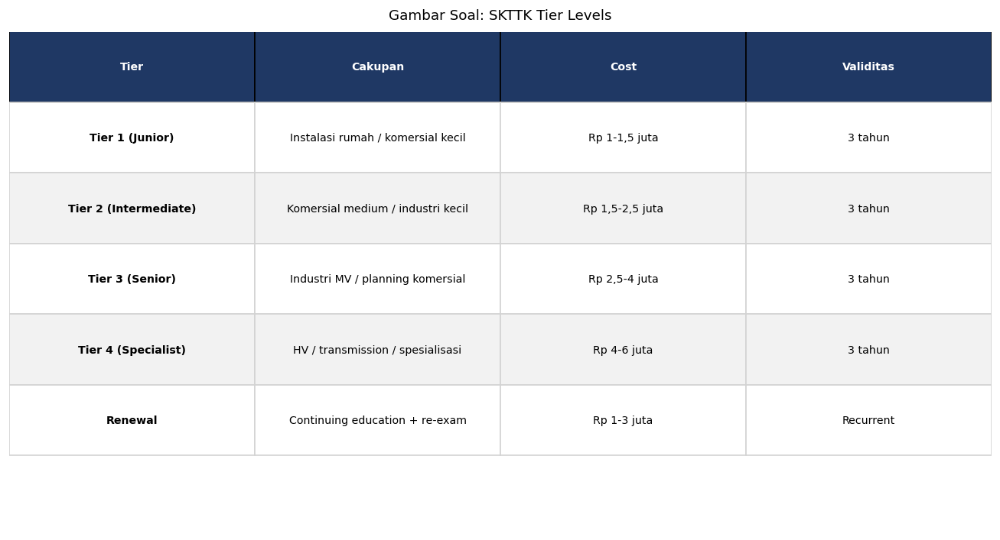 Gambar Soal: SKTTK Tier Levels
Tier Cakupan Cost Validitas
Tier 1 (Junior) Instalasi rumah / komersial kecil Rp 1-1,5 juta 3 tahun
Tier 2 (Intermediate) Komersial medium / industri kecil Rp 1,5-2,5 juta 3 tahun
Tier 3 (Senior) Industri MV / planning komersial Rp 2,5-4 juta 3 tahun
Tier 4 (Specialist) HV / transmission / spesialisasi Rp 4-6 juta 3 tahun
Renewal Continuing education + re-exam Rp 1-3 juta Recurrent